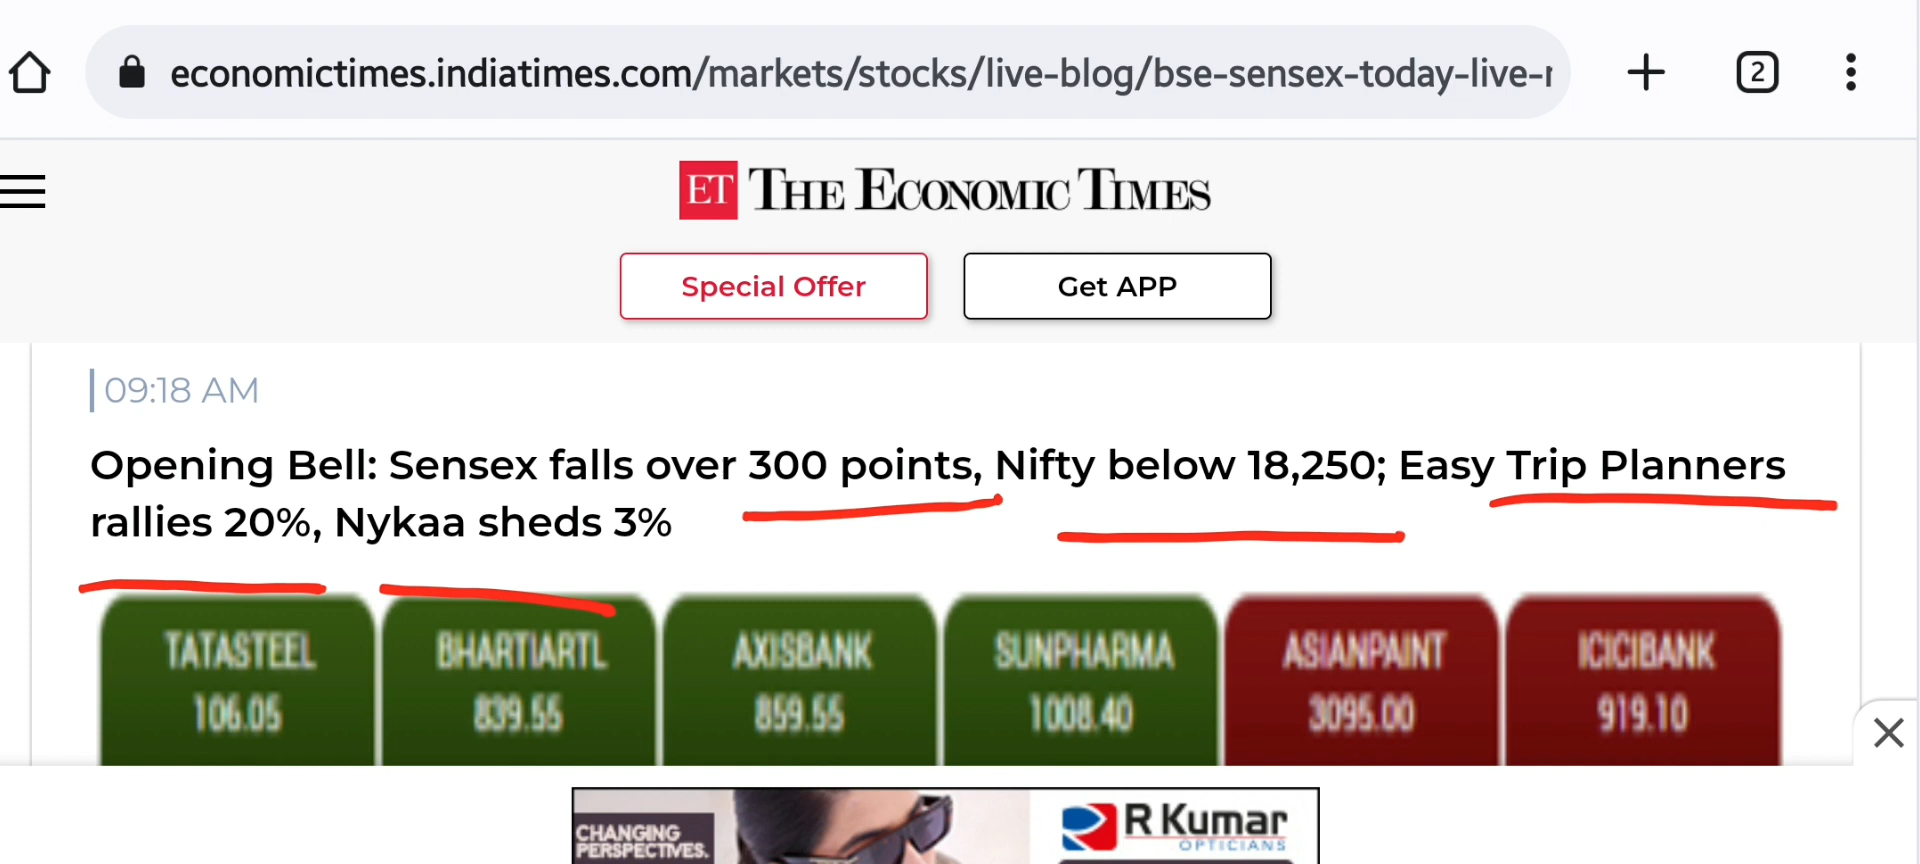 economictimes.indiatimes.com/markets/stocks/live-blog/bse-sensex-today-live-r
2
ET THE ECONOMIC TIMES
Special Offer
Get APP
09:18 AM
Opening Bell: Sensex falls over 300 points, Nifty below 18,250; Easy Trip Planners
rallies 20%, Nykaa sheds 3%
TATASTEEL BHARTIARTL AXISBANK SUNPHARMA ASIANPAINT ICICIBANK
106.05 839.55 859.55 1008.40 3095.00 919.10
CHANGING
PERSPECTIVES.
R Kumar
OPTICIANS